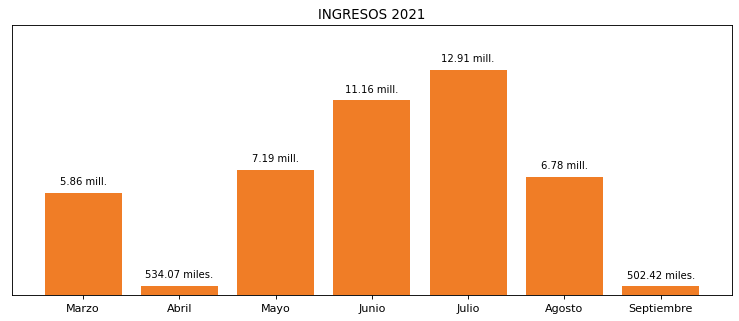 INGRESOS 2021
12.91 mill.
11.16 mill.
7.19 mill.
6.78 mill.
5.86 mill.
534.07 miles.
502.42 miles.
Marzo Abril Mayo Junio Julio Agosto Septiembre